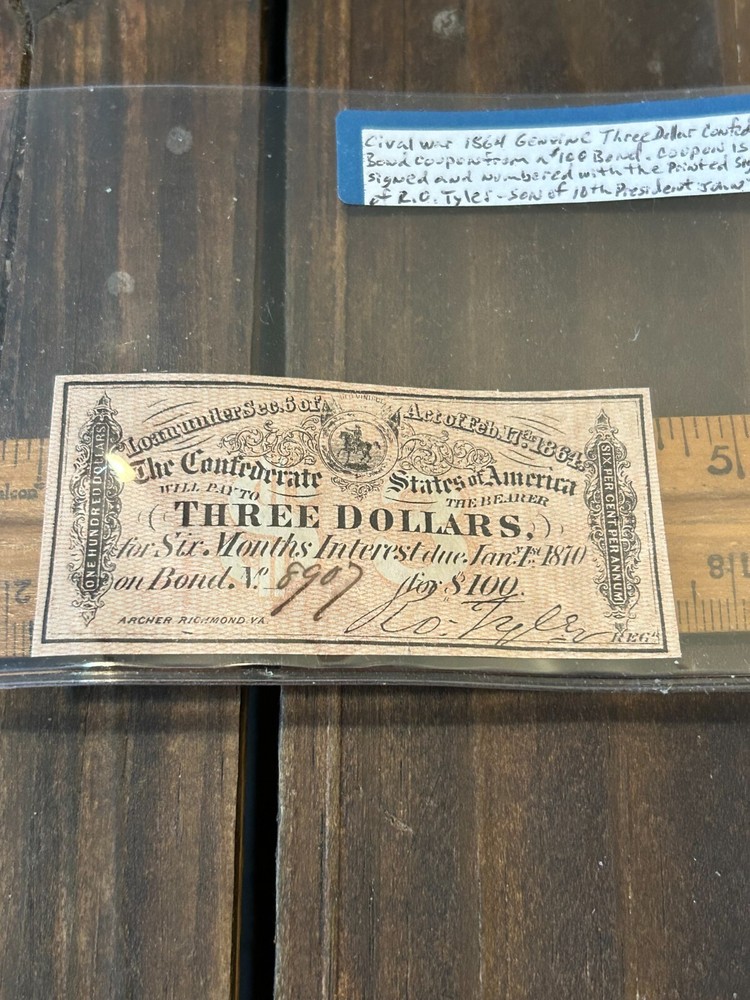 Cival war 1864 Genuine Three Dollar Confed
Bond coupon from a $100 Bond. Coupon is
signed and numbered with the Printed Sig
of R.O. Tyler - Son of 10th President John
Loan under Sec. 6 of Act of Feb. 17th 1864.
The Confederate States of America
WILL PAY TO THE BEARER
THREE DOLLARS,
for Six Months Interest due Jan.y 1st 1870
on Bond No. 8907 for $100.
Ro: Tyler
ARCHER RICHMOND VA.
REGR
ONE HUNDRED DOLLARS
SIX PER CENT PER ANNUM
5
18
2